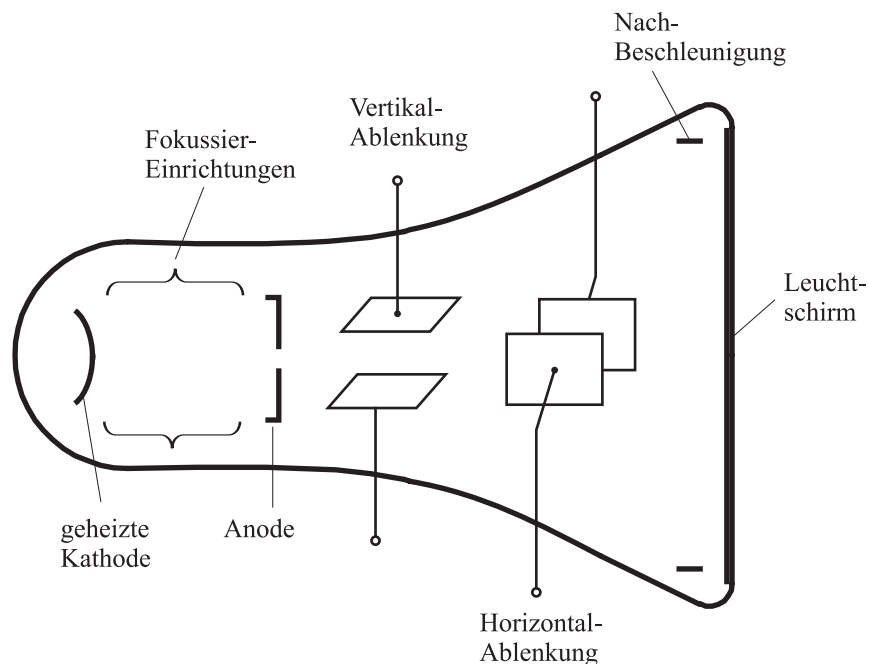 Nach-
Beschleunigung
Vertikal-
Ablenkung
Fokussier-
Einrichtungen
Leucht-
schirm
geheizte
Kathode
Anode
Horizontal-
Ablenkung